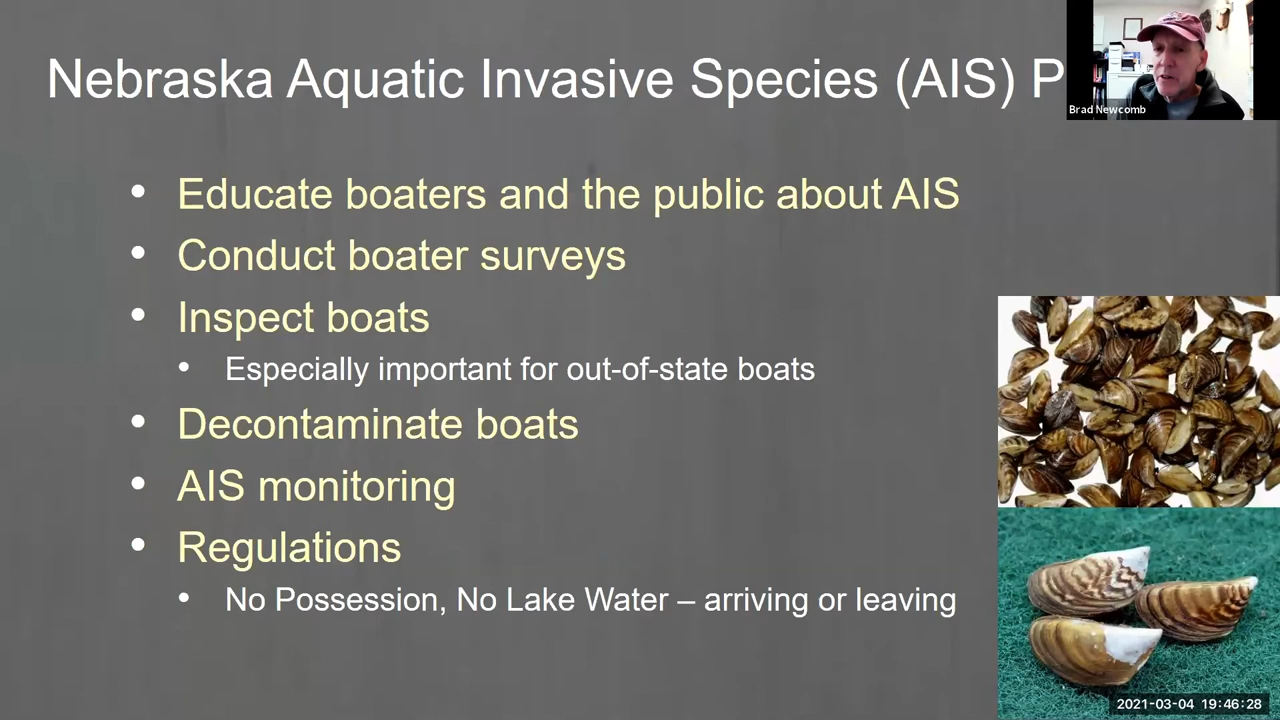 Nebraska Aquatic Invasive Species (AIS) P
Brad Newcomb
• Educate boaters and the public about AIS
• Conduct boater surveys
• Inspect boats
• Especially important for out-of-state boats
• Decontaminate boats
• AIS monitoring
• Regulations
• No Possession, No Lake Water – arriving or leaving
2021-03-04 19:46:28